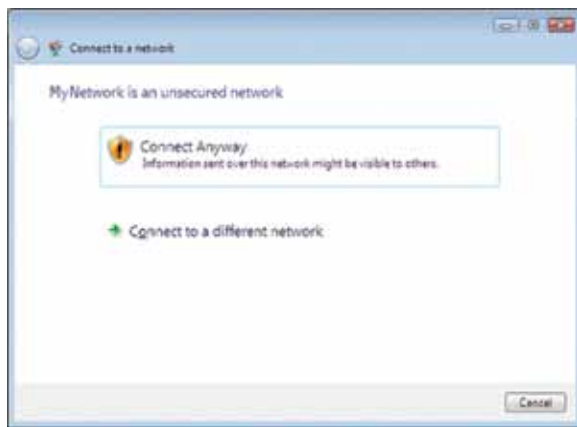 Connect to a network
MyNetwork is an unsecured network
Connect Anyway
Information sent over this network might be visible to others.
Connect to a different network
Cancel